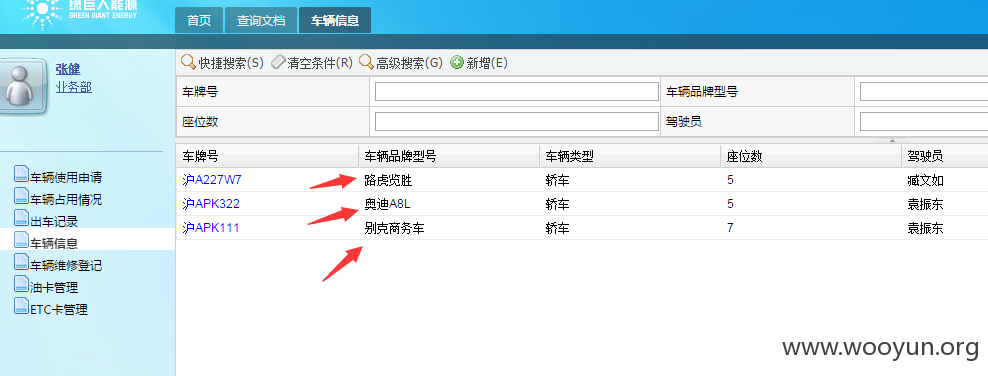 绿巨人能源
GREEN GIANT ENERGY
首页 查询文档 车辆信息
张健
业务部
快捷搜索(S) 清空条件(R) 高级搜索(G) 新增(E)
车牌号 车辆品牌型号
座位数 驾驶员
车牌号 车辆品牌型号 车辆类型 座位数 驾驶员
沪A227W7 路虎览胜 轿车 5 臧文如
沪APK322 奥迪A8L 轿车 5 袁振东
沪APK111 别克商务车 轿车 7 袁振东
车辆使用申请
车辆占用情况
出车记录
车辆信息
车辆维修登记
油卡管理
ETC卡管理
www.wooyun.org